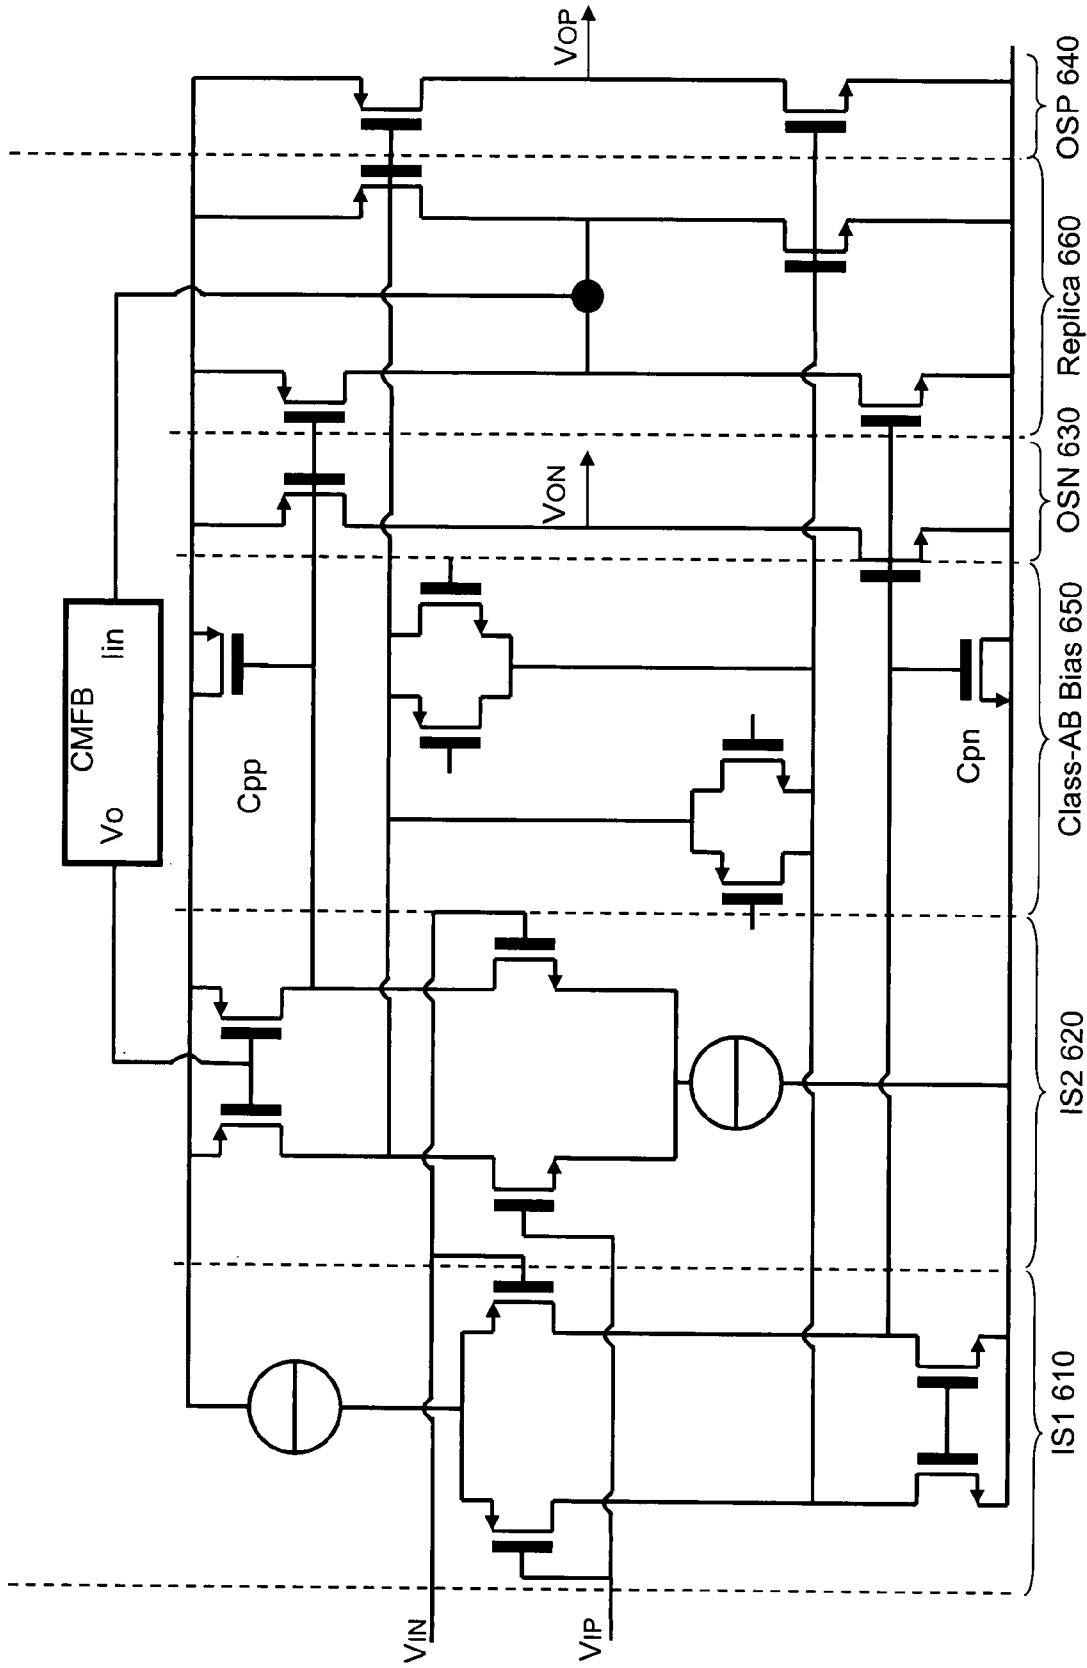 CMFB
Vo
Iin
VIN
VIP
VON
VOP
Cpp
Cpn
IS1 610
IS2 620
Class-AB Bias 650
OSN 630
Replica 660
OSP 640